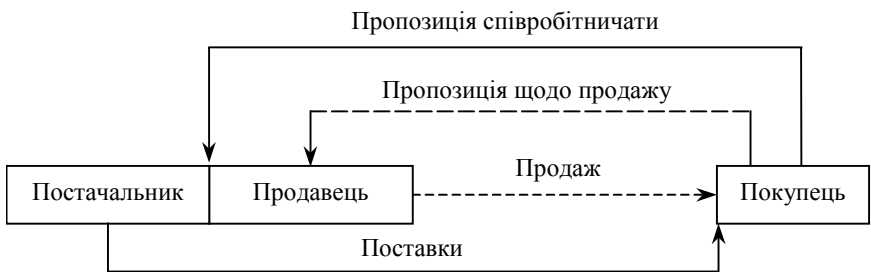 Пропозиція співробітничати
Пропозиція щодо продажу
Продаж
Постачальник
Продавець
Покупець
Поставки